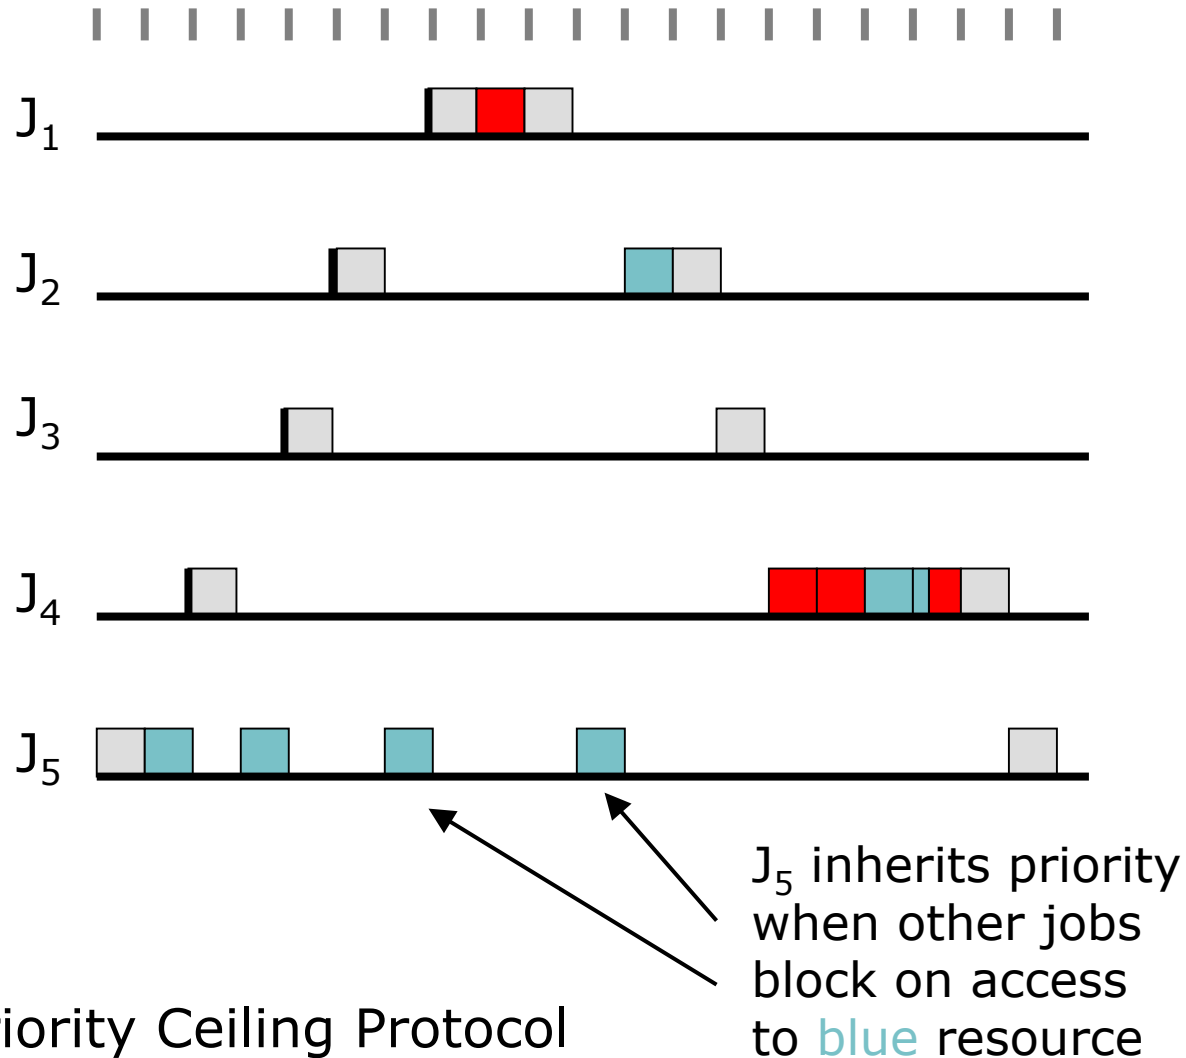 J1
J2
J3
J4
J5
J5 inherits priority
when other jobs
block on access
to blue resource
iority Ceiling Protocol